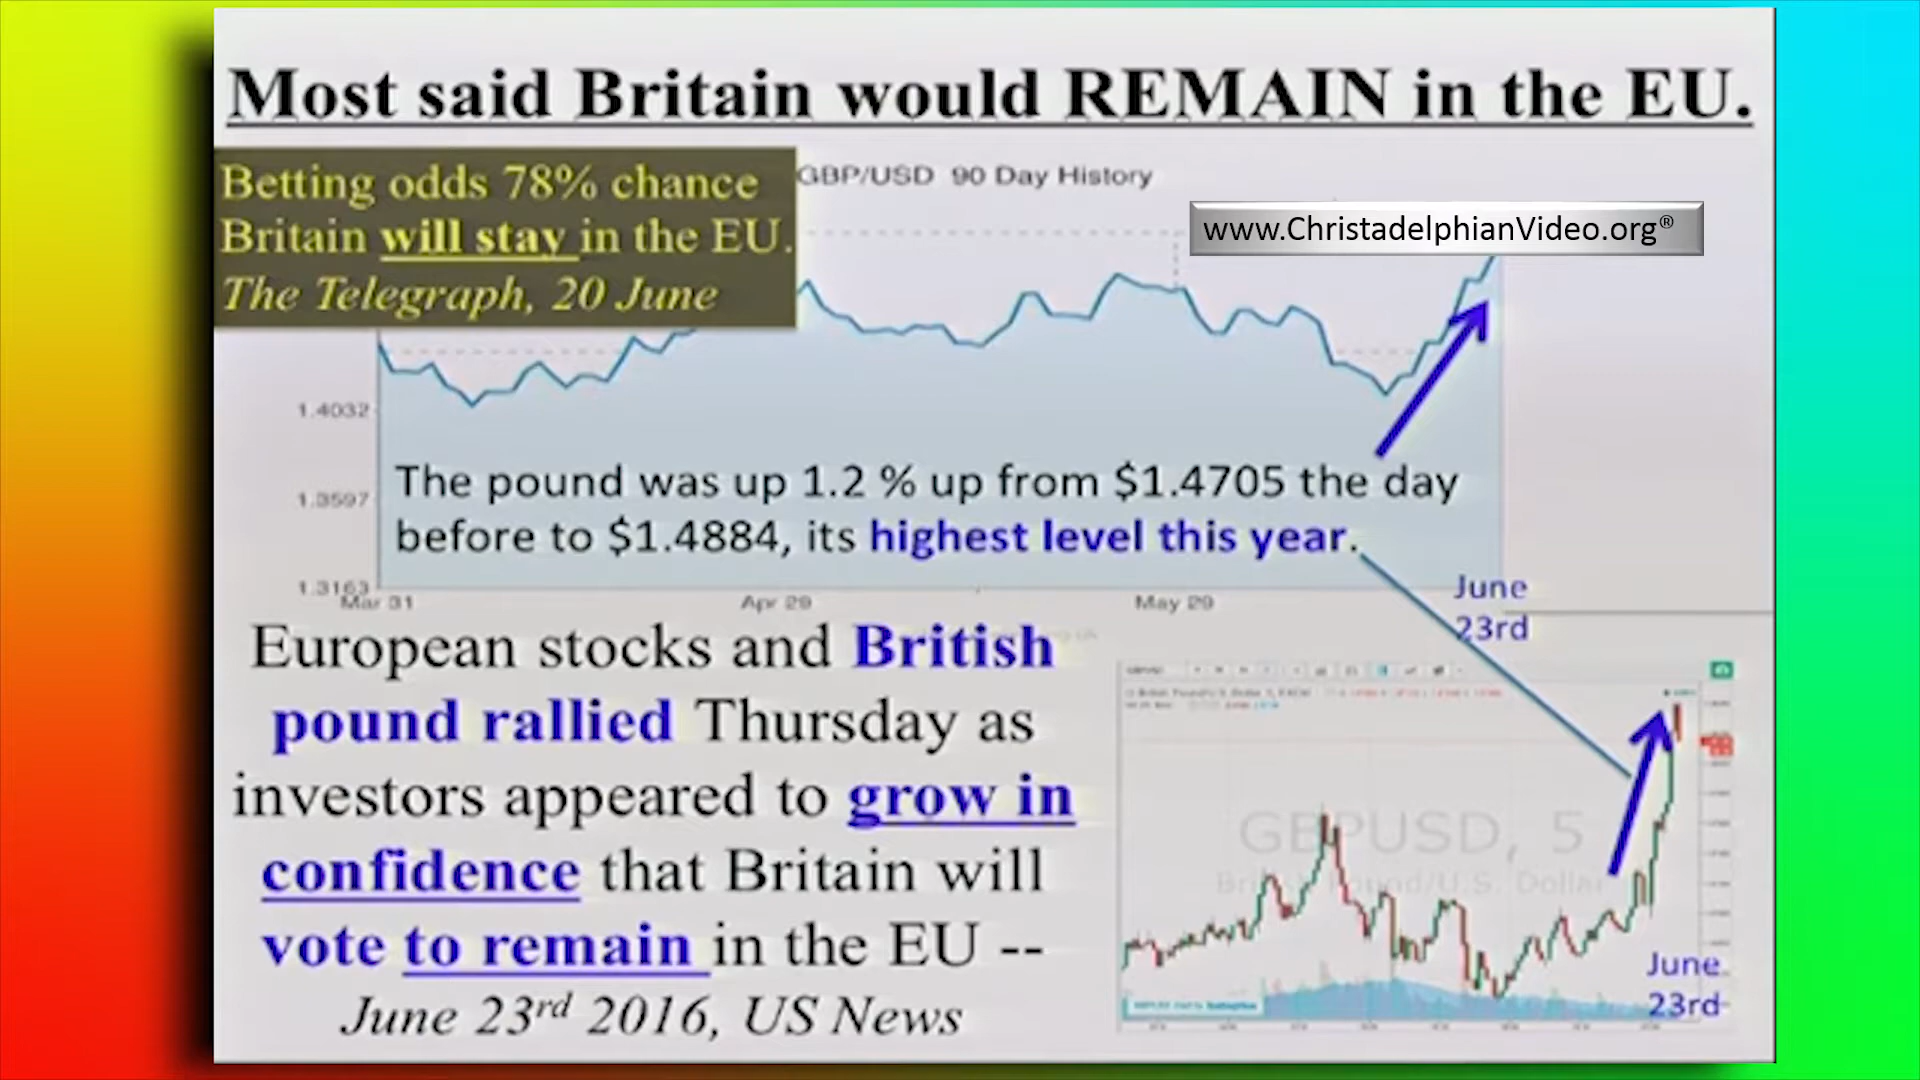 Most said Britain would REMAIN in the EU.
Betting odds 78% chance
Britain will stay in the EU.
The Telegraph, 20 June
GBP/USD 90 Day History
www.ChristadelphianVideo.org®
1.4032
1.3597
1.3163
The pound was up 1.2 % up from $1.4705 the day
before to $1.4884, its highest level this year.
Mar 31
Apr 29
May 29
June
23rd
European stocks and British
pound rallied Thursday as
investors appeared to grow in
confidence that Britain will
vote to remain in the EU --
June 23rd 2016, US News
GBPUSD, 5
British Pound/U.S. Dollar
June
23rd